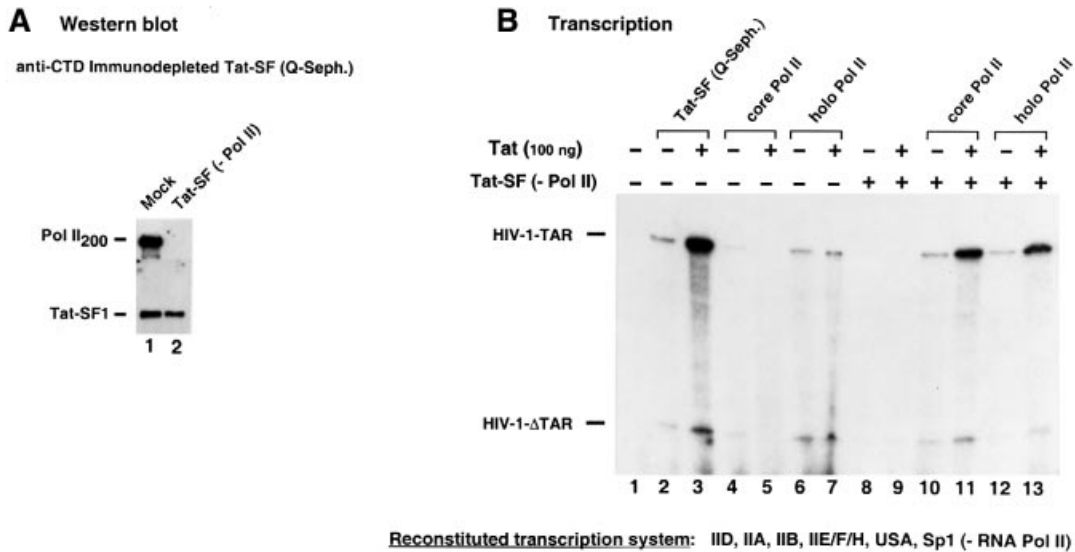 A Western blot
anti-CTD Immunodepleted Tat-SF (Q-Seph.)
Mock
Tat-SF (- Pol II)
Pol II200
Tat-SF1
1 2
B Transcription
Tat-SF (Q-Seph.)
core Pol II
holo Pol II
core Pol II
holo Pol II
Tat (100 ng) - - + - + - + - + - + - +
Tat-SF (- Pol II) - - - - - - - + + + + + +
HIV-1-TAR
HIV-1-ΔTAR
1 2 3 4 5 6 7 8 9 10 11 12 13
Reconstituted transcription system: IID, IIA, IIB, IIE/F/H, USA, Sp1 (- RNA Pol II)